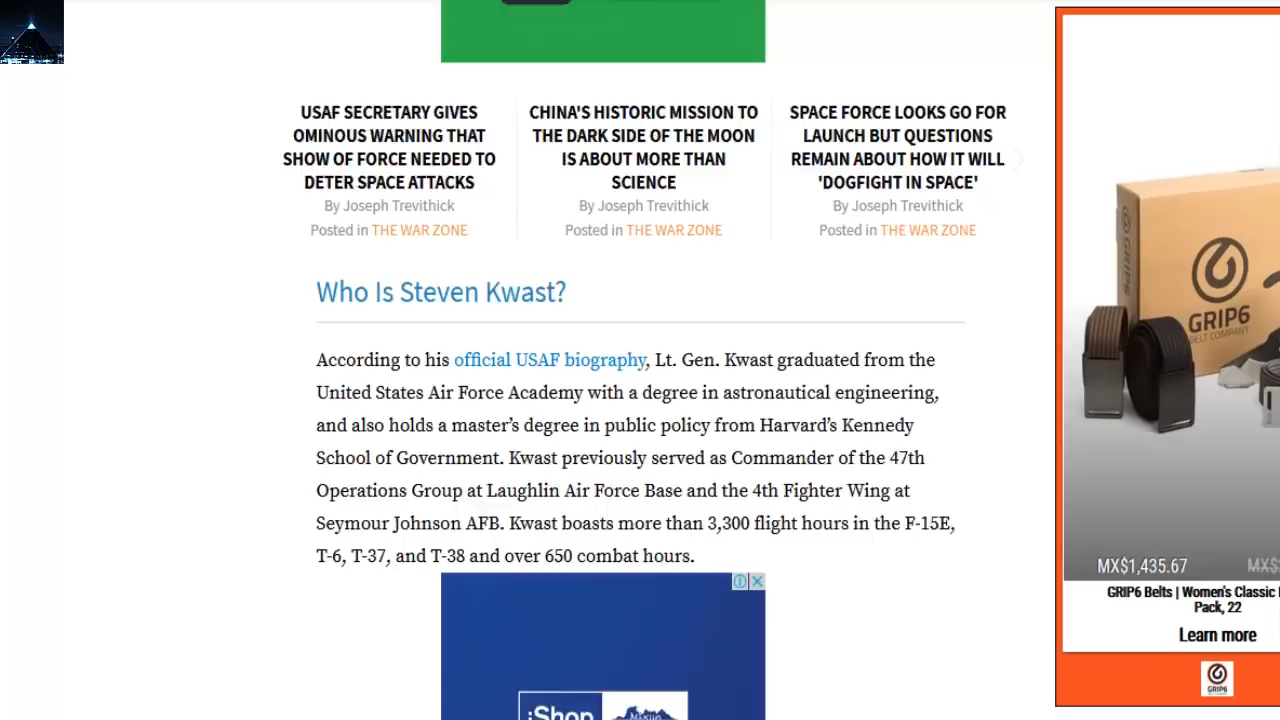 USAF SECRETARY GIVES
OMINOUS WARNING THAT
SHOW OF FORCE NEEDED TO
DETER SPACE ATTACKS
By Joseph Trevithick
Posted in THE WAR ZONE
CHINA'S HISTORIC MISSION TO
THE DARK SIDE OF THE MOON
IS ABOUT MORE THAN
SCIENCE
By Joseph Trevithick
Posted in THE WAR ZONE
SPACE FORCE LOOKS GO FOR
LAUNCH BUT QUESTIONS
REMAIN ABOUT HOW IT WILL
'DOGFIGHT IN SPACE'
By Joseph Trevithick
Posted in THE WAR ZONE
Who Is Steven Kwast?
According to his official USAF biography, Lt. Gen. Kwast graduated from the
United States Air Force Academy with a degree in astronautical engineering,
and also holds a master’s degree in public policy from Harvard’s Kennedy
School of Government. Kwast previously served as Commander of the 47th
Operations Group at Laughlin Air Force Base and the 4th Fighter Wing at
Seymour Johnson AFB. Kwast boasts more than 3,300 flight hours in the F-15E,
T-6, T-37, and T-38 and over 650 combat hours.
iShop
GRIP6
BELT COMPANY
MX$1,435.67 MX$
GRIP6 Belts | Women's Classic
Pack, 22
Learn more
GRIP6